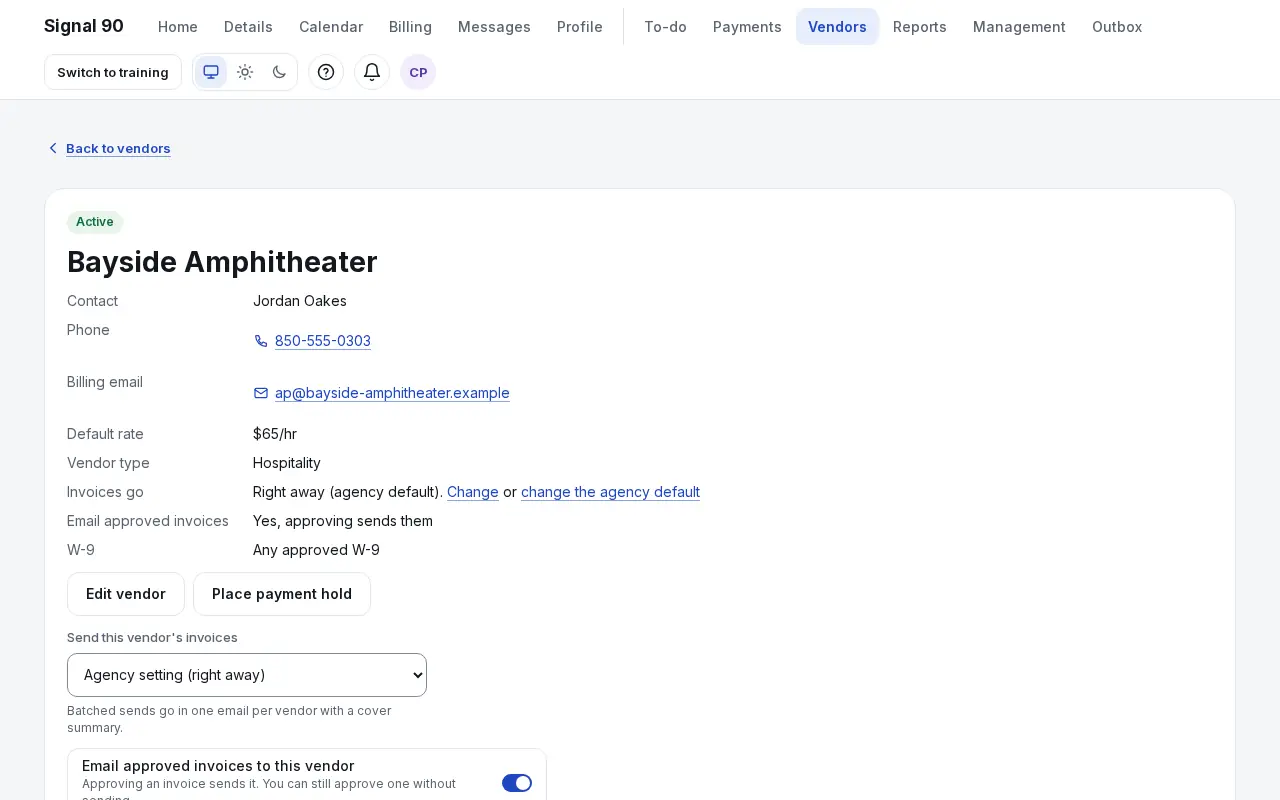 Signal 90
Home
Details
Calendar
Billing
Messages
Profile
To-do
Payments
Vendors
Reports
Management
Outbox
Switch to training
CP
Back to vendors
Active
Bayside Amphitheater
Contact
Jordan Oakes
Phone
850-555-0303
Billing email
ap@bayside-amphitheater.example
Default rate
$65/hr
Vendor type
Hospitality
Invoices go
Right away (agency default). Change or change the agency default
Email approved invoices
Yes, approving sends them
W-9
Any approved W-9
Edit vendor
Place payment hold
Send this vendor's invoices
Agency setting (right away)
Batched sends go in one email per vendor with a cover
summary.
Email approved invoices to this vendor
Approving an invoice sends it. You can still approve one without
sending.